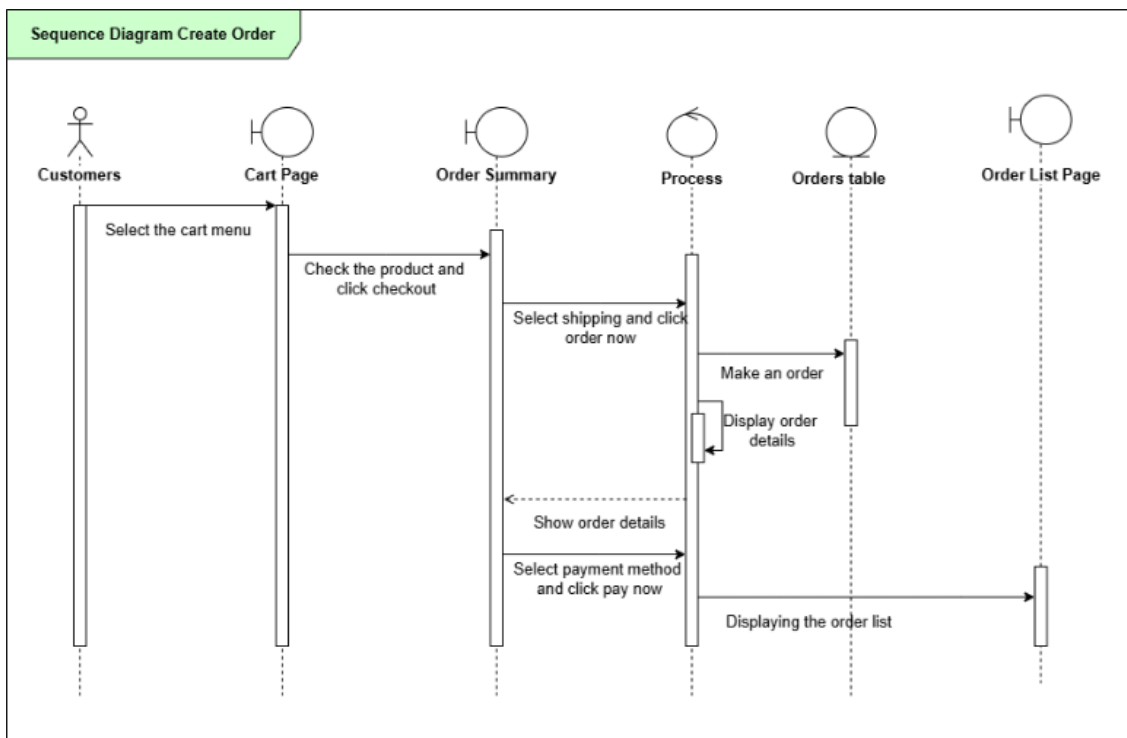 Sequence Diagram Create Order
Customers
Cart Page
Order Summary
Process
Orders table
Order List Page
Select the cart menu
Check the product and
click checkout
Select shipping and click
order now
Make an order
Display order
details
Show order details
Select payment method
and click pay now
Displaying the order list